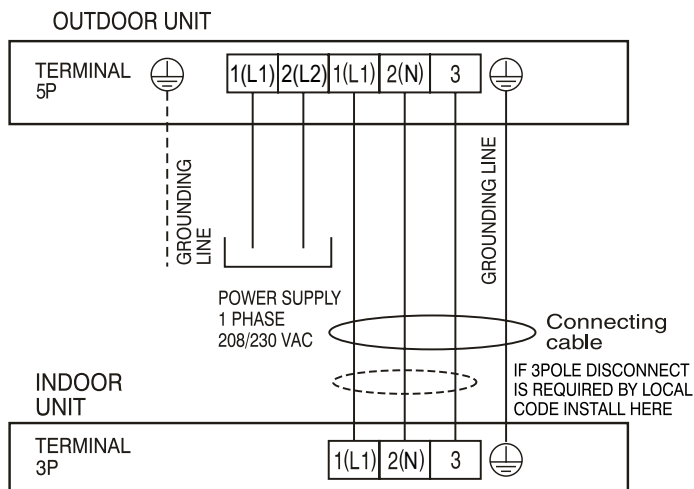 OUTDOOR UNIT
TERMINAL
5P
1(L1) 2(L2) 1(L1) 2(N) 3
GROUNDING
LINE
GROUNDING LINE
POWER SUPPLY
1 PHASE
208/230 VAC
Connecting
cable
IF 3POLE DISCONNECT
IS REQUIRED BY LOCAL
CODE INSTALL HERE
INDOOR
UNIT
TERMINAL
3P
1(L1) 2(N) 3